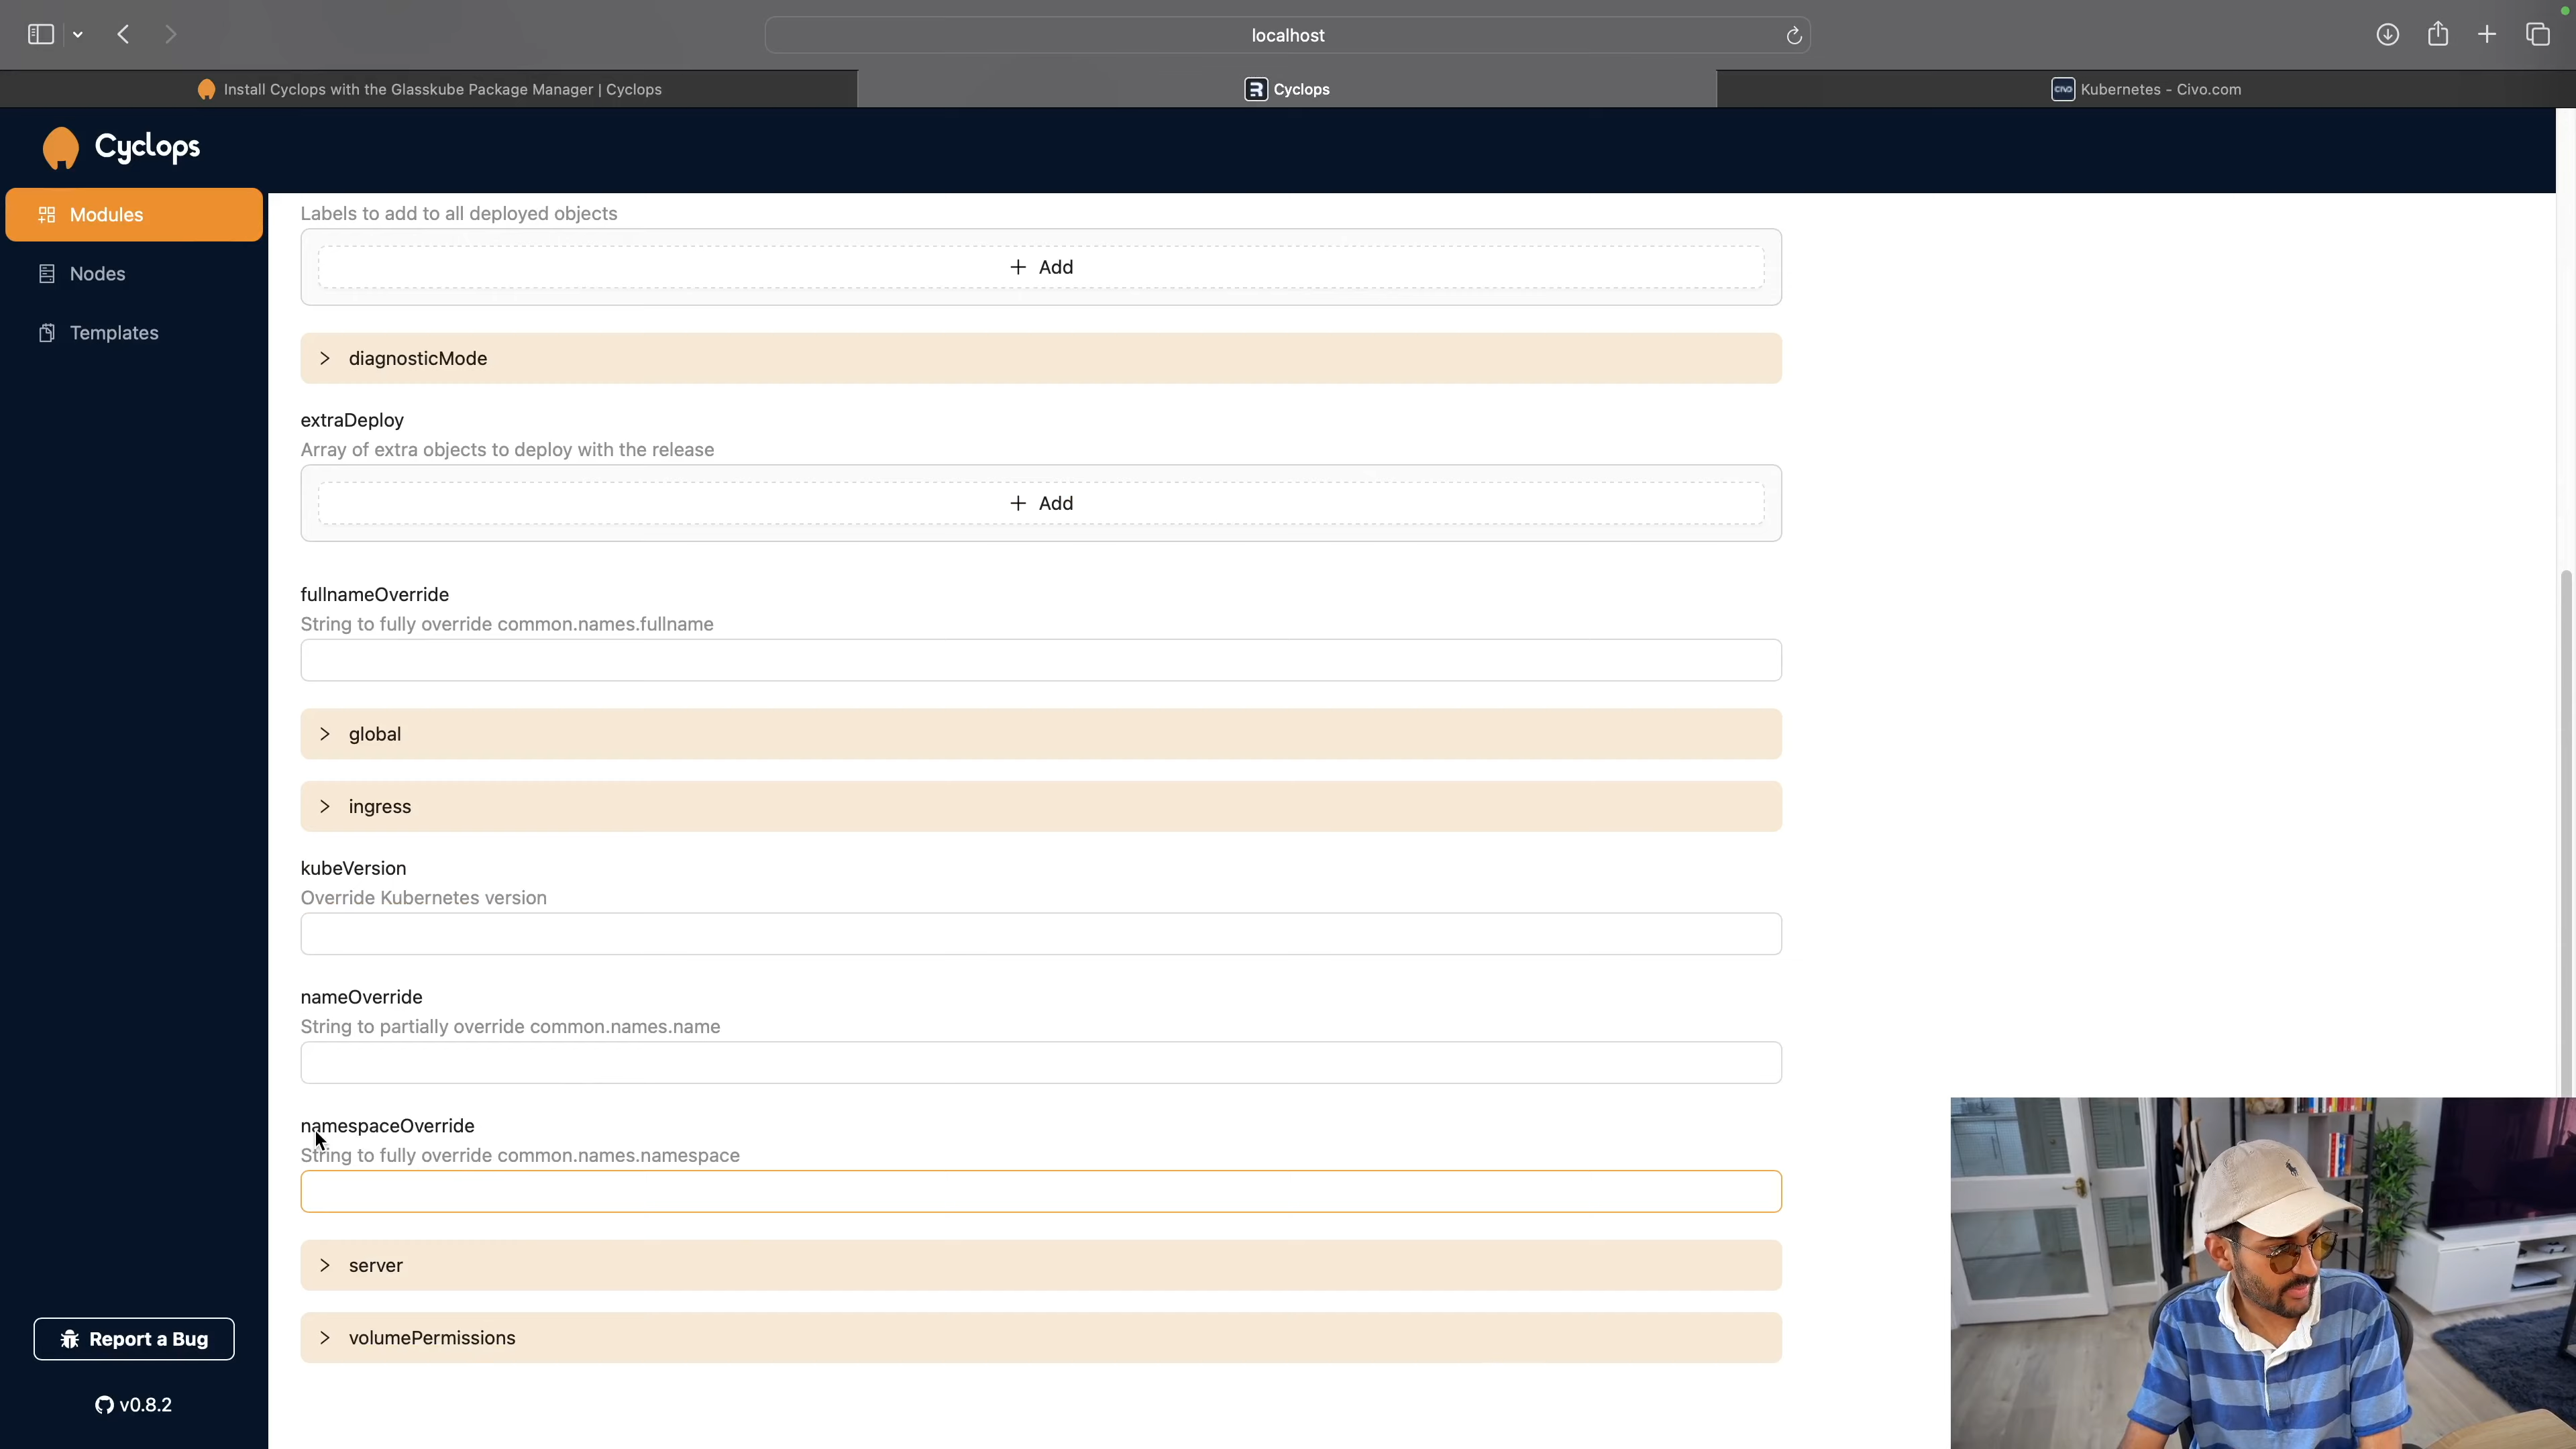 localhost
Install Cyclops with the Glasskube Package Manager | Cyclops
Cyclops
CIVO Kubernetes - Civo.com
Cyclops
Modules
Nodes
Templates
Labels to add to all deployed objects
+ Add
> diagnosticMode
extraDeploy
Array of extra objects to deploy with the release
+ Add
fullnameOverride
String to fully override common.names.fullname
> global
> ingress
kubeVersion
Override Kubernetes version
nameOverride
String to partially override common.names.name
namespaceOverride
String to fully override common.names.namespace
> server
> volumePermissions
Report a Bug
v0.8.2